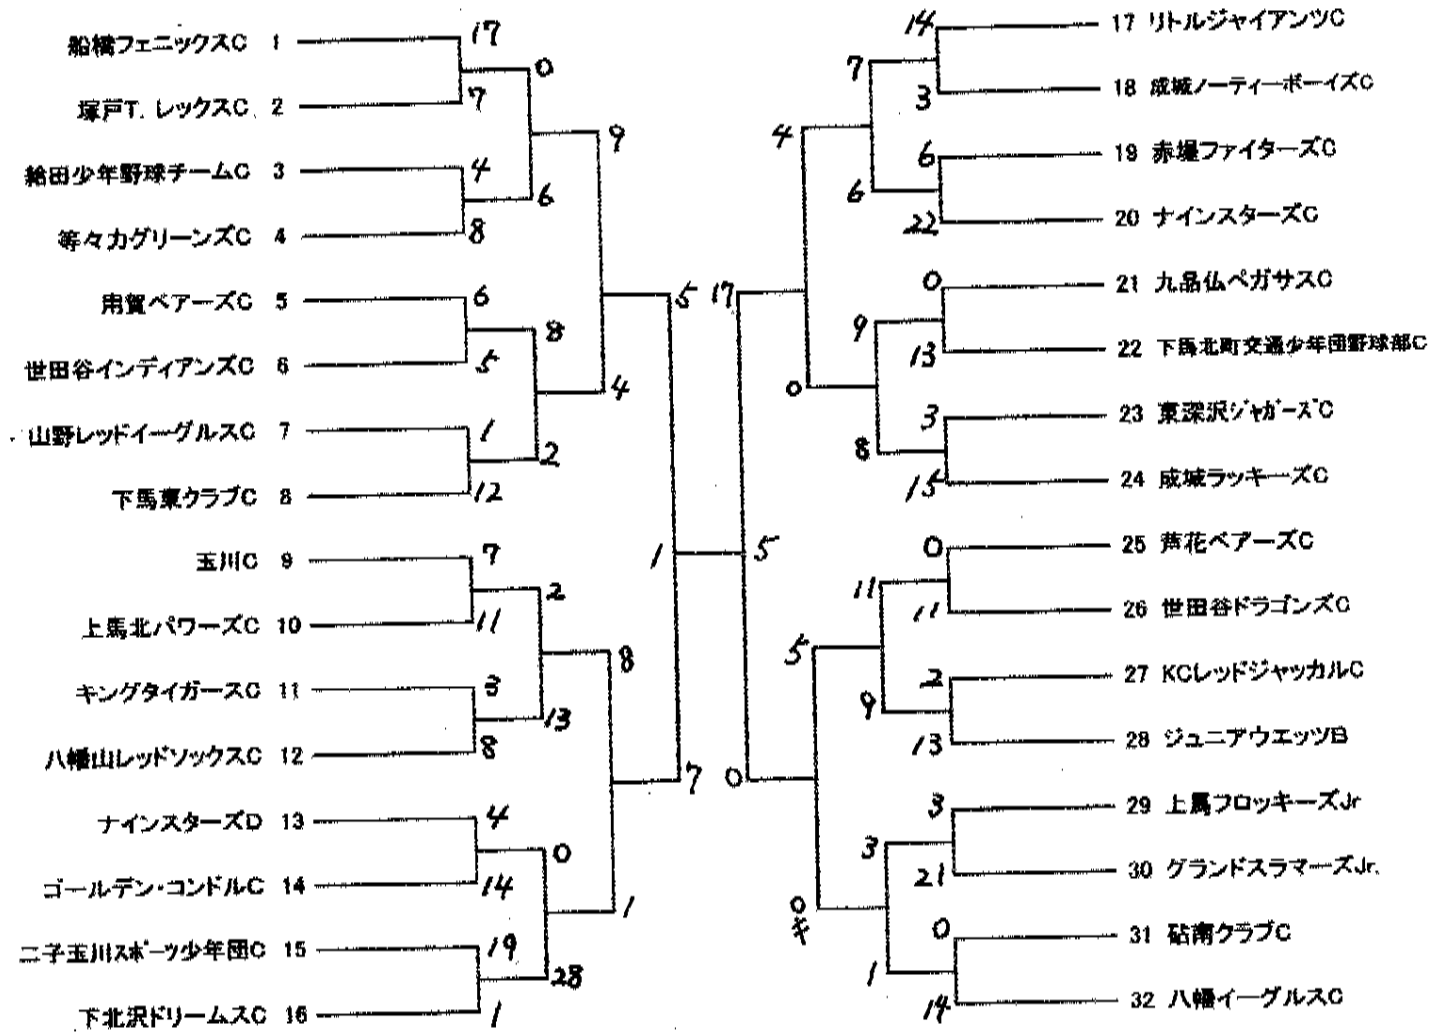 船橋フェニックスC 1 17
0
塚戸T. レックスC 2 7
9
給田少年野球チームC 3 4
6
等々力グリーンズC 4 8
5
用賀ベアーズC 5 6
8
世田谷インディアンズC 6 5
4
山野レッドイーグルスC 7 1
2
下馬東クラブC 8 12
1
玉川C 9 7
2
上馬北パワーズC 10 11
8
キングタイガースC 11 3
13
八幡山レッドソックスC 12 8
7
ナインスターズD 13 4
0
ゴールデン・コンドルC 14 14
1
二子玉川スポーツ少年団C 15 19
28
下北沢ドリームスC 16 1
14 17 リトルジャイアンツC
7
3 18 成城ノーティーボーイズC
4
6 19 赤堤ファイターズC
6
22 20 ナインスターズC
17
0 21 九品仏ペガサスC
9
13 22 下馬北町交通少年団野球部C
0
3 23 東深沢ジャガーズC
8
15 24 成城ラッキーズC
5
0 25 芦花ベアーズC
11
11 26 世田谷ドラゴンズC
5
2 27 KCレッドジャッカルC
9
13 28 ジュニアウエッツB
0
3 29 上馬フロッキーズJr
3
21 30 グランドスラマーズJr.
0
キ
0 31 砧南クラブC
1
14 32 八幡イーグルスC